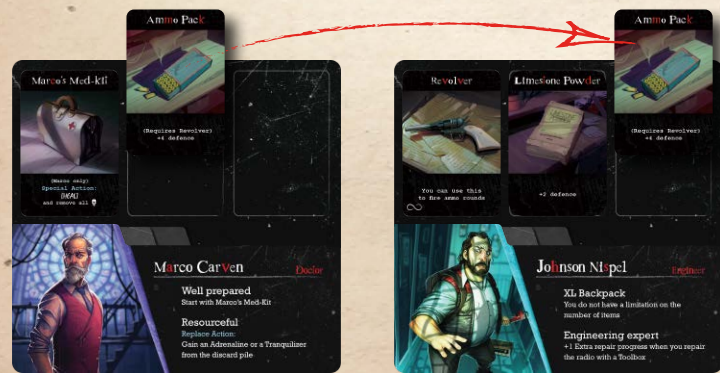 Ammo Pack
(Requires Revolver)
+4 defence
Marco's Med-Kit
(Marco only)
Special Action:
[HEAL]
and remove all
Marco Carven
Doctor
Well prepared
Start with Marco's Med-Kit
Resourceful
Replace Action:
Gain an Adrenaline or a Tranquilizer
from the discard pile
Ammo Pack
(Requires Revolver)
+4 defence
Revolver
You can use this
to fire ammo rounds
Limestone Powder
+2 defence
Johnson Nispel
Engineer
XL Backpack
You do not have a limitation on the
number of items
Engineering expert
+1 Extra repair progress when you repair
the radio with a Toolbox